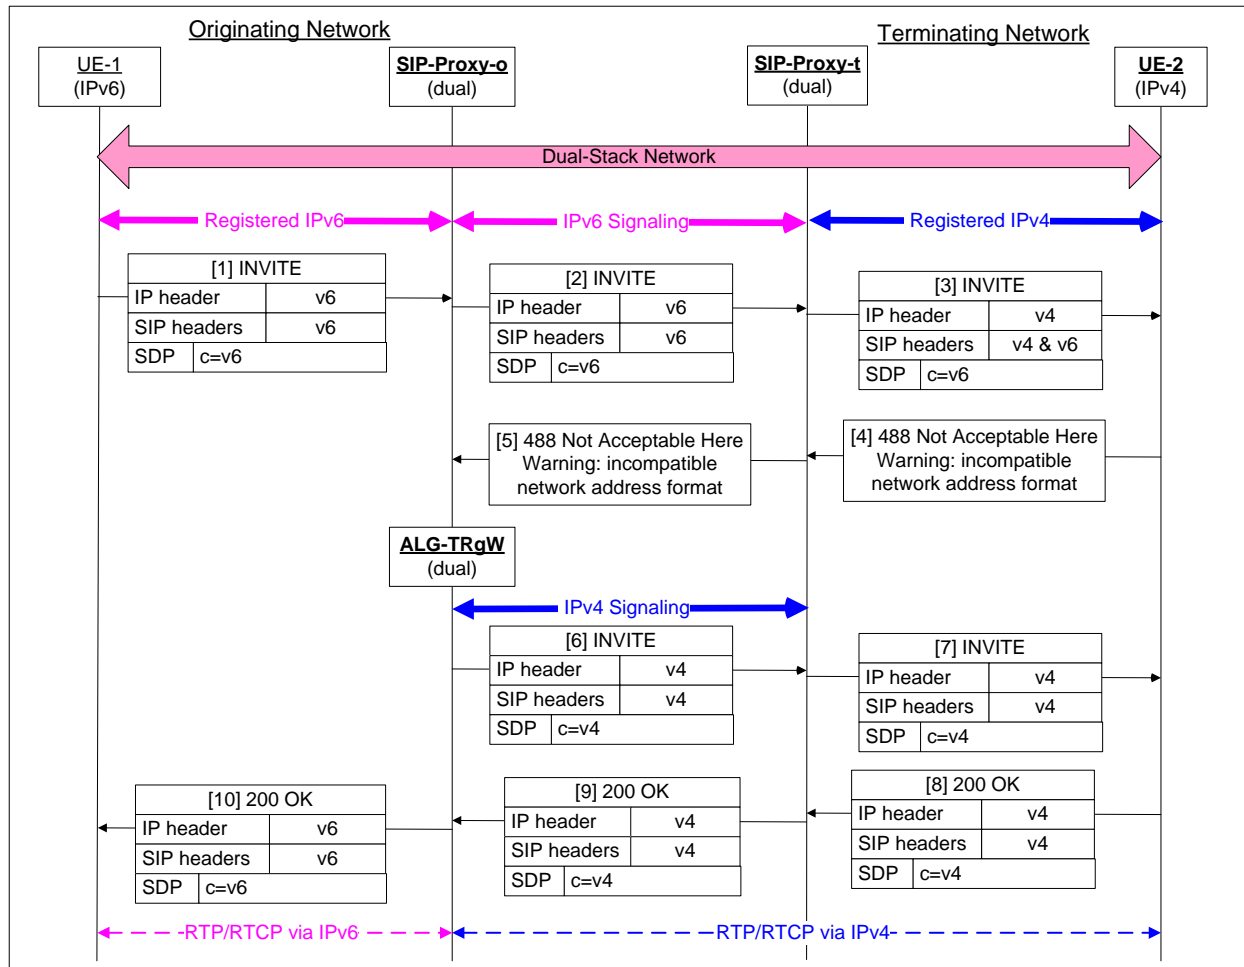 Originating Network
Terminating Network
UE-1
(IPv6)
SIP-Proxy-o
(dual)
SIP-Proxy-t
(dual)
UE-2
(IPv4)
Dual-Stack Network
Registered IPv6
IPv6 Signaling
Registered IPv4
[1] INVITE
IP header v6
SIP headers v6
SDP c=v6
[2] INVITE
IP header v6
SIP headers v6
SDP c=v6
[3] INVITE
IP header v4
SIP headers v4 & v6
SDP c=v6
[5] 488 Not Acceptable Here
Warning: incompatible
network address format
[4] 488 Not Acceptable Here
Warning: incompatible
network address format
ALG-TRgW
(dual)
IPv4 Signaling
[6] INVITE
IP header v4
SIP headers v4
SDP c=v4
[7] INVITE
IP header v4
SIP headers v4
SDP c=v4
[10] 200 OK
IP header v6
SIP headers v6
SDP c=v6
[9] 200 OK
IP header v4
SIP headers v4
SDP c=v4
[8] 200 OK
IP header v4
SIP headers v4
SDP c=v4
RTP/RTCP via IPv6
RTP/RTCP via IPv4